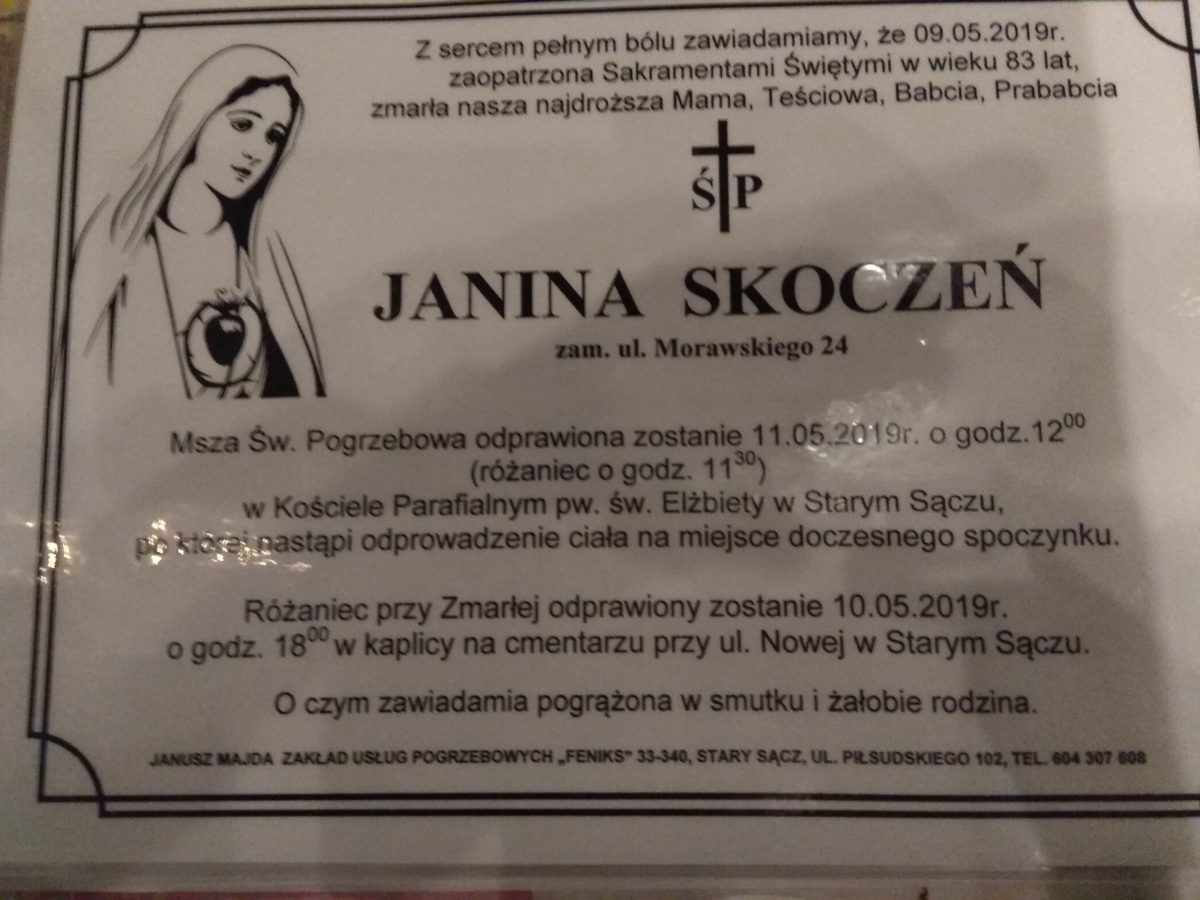 Z sercem pełnym bólu zawiadamiamy, że 09.05.2019r.
zaopatrzona Sakramentami Świętymi w wieku 83 lat,
zmarła nasza najdroższa Mama, Teściowa, Babcia, Prababcia
Ś P
JANINA SKOCZEŃ
zam. ul. Morawskiego 24
Msza Św. Pogrzebowa odprawiona zostanie 11.05.2019r. o godz.12⁰⁰
(różaniec o godz. 11³⁰)
w Kościele Parafialnym pw. św. Elżbiety w Starym Sączu,
po której nastąpi odprowadzenie ciała na miejsce doczesnego spoczynku.
Różaniec przy Zmarłej odprawiony zostanie 10.05.2019r.
o godz. 18⁰⁰ w kaplicy na cmentarzu przy ul. Nowej w Starym Sączu.
O czym zawiadamia pogrążona w smutku i żałobie rodzina.
JANUSZ MAJDA ZAKŁAD USŁUG POGRZEBOWYCH „FENIKS” 33-340, STARY SĄCZ, UL. PIŁSUDSKIEGO 102, TEL. 604 307 608